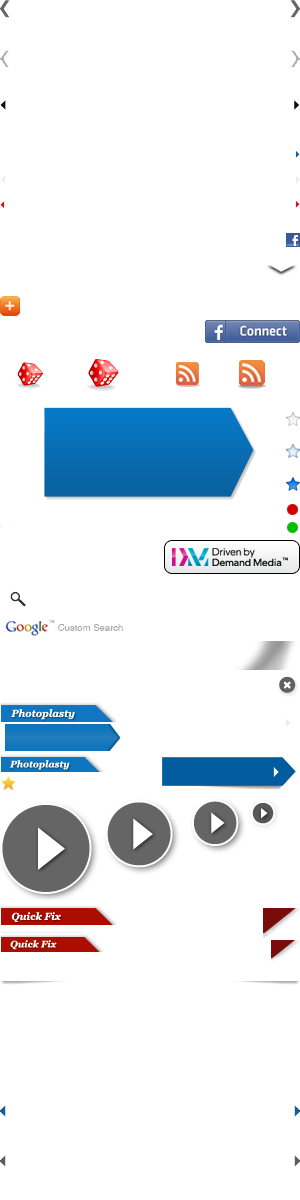 f
f Connect
Driven by
Demand Media™
Google™ Custom Search
Photoplasty
Photoplasty
Quick Fix
Quick Fix